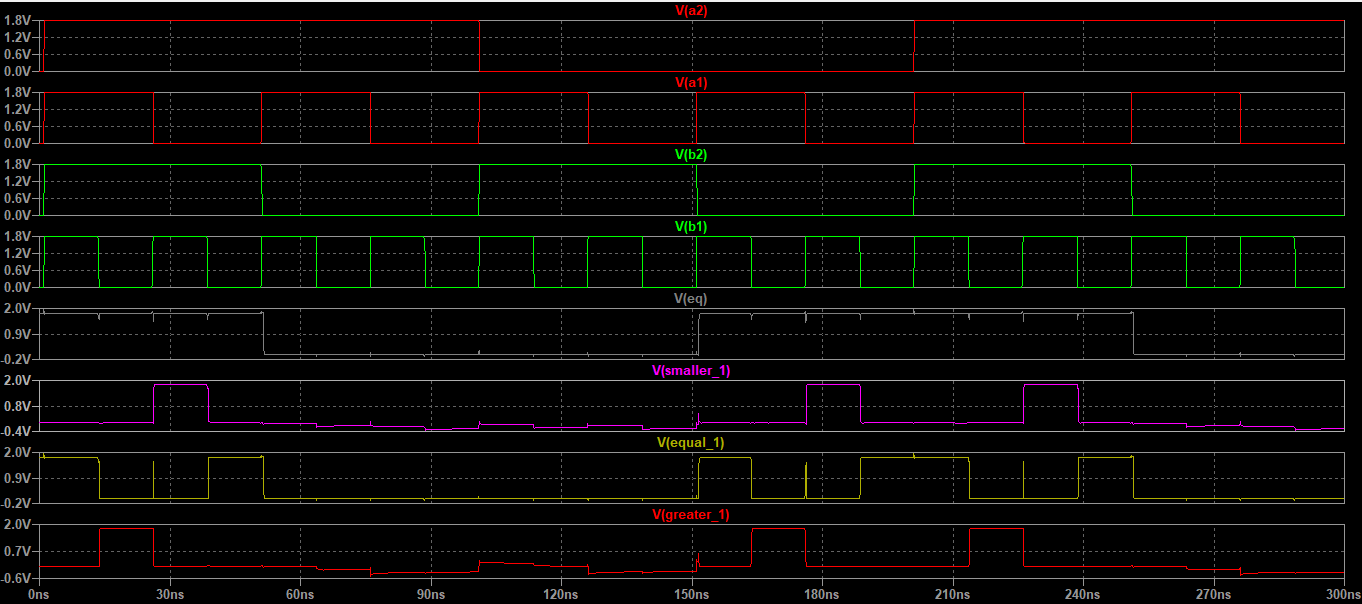 V(a2)
1.8V
1.2V
0.6V
0.0V
V(a1)
1.8V
1.2V
0.6V
0.0V
V(b2)
1.8V
1.2V
0.6V
0.0V
V(b1)
1.8V
1.2V
0.6V
0.0V
V(eq)
2.0V
0.9V
-0.2V
V(smaller_1)
2.0V
0.8V
-0.4V
V(equal_1)
2.0V
0.9V
-0.2V
V(greater_1)
2.0V
0.7V
-0.6V
0ns 30ns 60ns 90ns 120ns 150ns 180ns 210ns 240ns 270ns 300ns